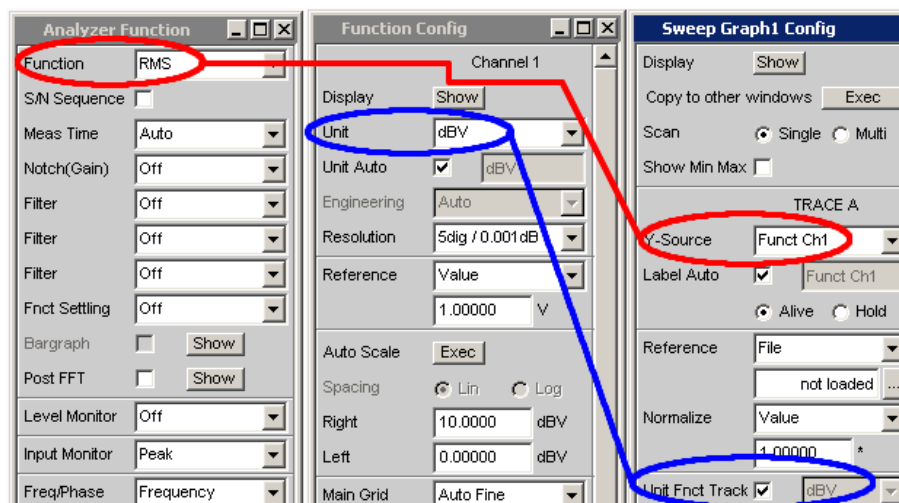 Analyzer Function
Function RMS
S/N Sequence
Meas Time Auto
Notch(Gain) Off
Filter Off
Filter Off
Filter Off
Fnct Settling Off
Bargraph Show
Post FFT Show
Level Monitor Off
Input Monitor Peak
Freq/Phase Frequency
Function Config
Channel 1
Display Show
Unit dBV
Unit Auto dBV
Engineering Auto
Resolution 5dig / 0.001dB
Reference Value
1.00000 V
Auto Scale Exec
Spacing Lin Log
Right 10.0000 dBV
Left 0.00000 dBV
Main Grid Auto Fine
Sweep Graph1 Config
Display Show
Copy to other windows Exec
Scan Single Multi
Show Min Max
TRACE A
Y-Source Funct Ch1
Label Auto Funct Ch1
Alive Hold
Reference File
not loaded ...
Normalize Value
1.00000 *
Unit Fnct Track dBV